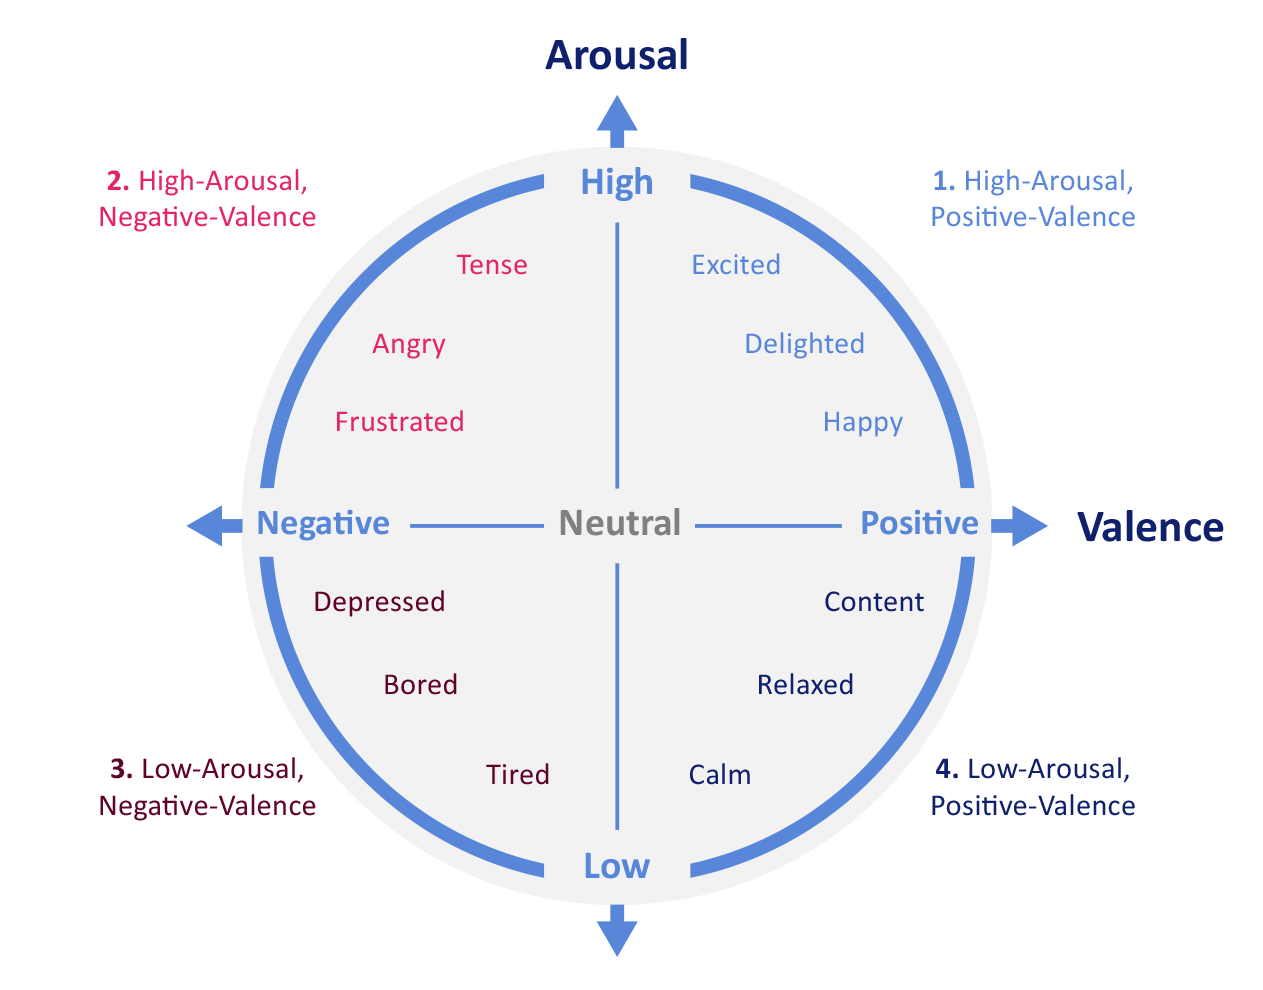 Arousal
2. High-Arousal,
Negative-Valence
High
1. High-Arousal,
Positive-Valence
Tense
Excited
Angry
Delighted
Frustrated
Happy
Negative
Neutral
Positive
Valence
Depressed
Content
Bored
Relaxed
3. Low-Arousal,
Negative-Valence
Tired
Calm
4. Low-Arousal,
Positive-Valence
Low